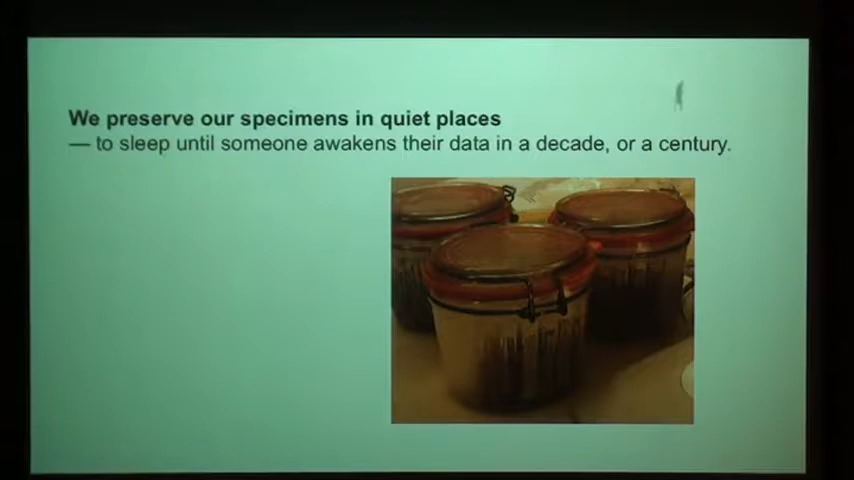 We preserve our specimens in quiet places
— to sleep until someone awakens their data in a decade, or a century.